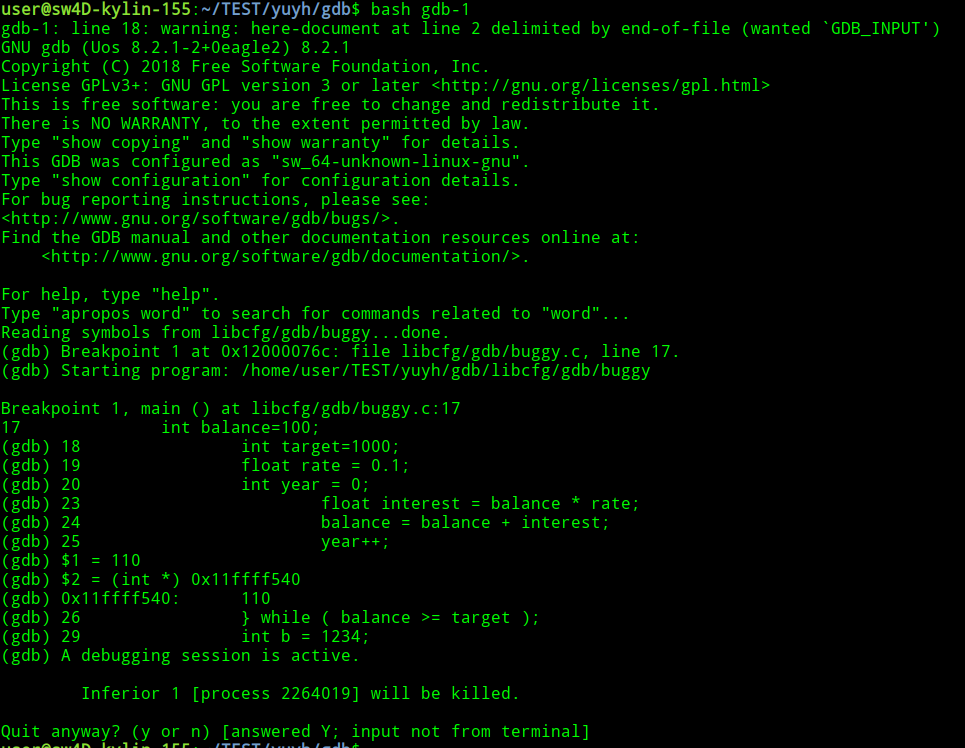 user@sw4D-kylin-155:~/TEST/yuyh/gdb$ bash gdb-1
gdb-1: line 18: warning: here-document at line 2 delimited by end-of-file (wanted `GDB_INPUT')
GNU gdb (Uos 8.2.1-2+0eagle2) 8.2.1
Copyright (C) 2018 Free Software Foundation, Inc.
License GPLv3+: GNU GPL version 3 or later <http://gnu.org/licenses/gpl.html>
This is free software: you are free to change and redistribute it.
There is NO WARRANTY, to the extent permitted by law.
Type "show copying" and "show warranty" for details.
This GDB was configured as "sw_64-unknown-linux-gnu".
Type "show configuration" for configuration details.
For bug reporting instructions, please see:
<http://www.gnu.org/software/gdb/bugs/>.
Find the GDB manual and other documentation resources online at:
    <http://www.gnu.org/software/gdb/documentation/>.

For help, type "help".
Type "apropos word" to search for commands related to "word"...
Reading symbols from libcfg/gdb/buggy...done.
(gdb) Breakpoint 1 at 0x12000076c: file libcfg/gdb/buggy.c, line 17.
(gdb) Starting program: /home/user/TEST/yuyh/gdb/libcfg/gdb/buggy

Breakpoint 1, main () at libcfg/gdb/buggy.c:17
17              int balance=100;
(gdb) 18                int target=1000;
(gdb) 19                float rate = 0.1;
(gdb) 20                int year = 0;
(gdb) 23                        float interest = balance * rate;
(gdb) 24                        balance = balance + interest;
(gdb) 25                        year++;
(gdb) $1 = 110
(gdb) $2 = (int *) 0x11ffff540
(gdb) 0x11ffff540:      110
(gdb) 26                } while ( balance >= target );
(gdb) 29                int b = 1234;
(gdb) A debugging session is active.

        Inferior 1 [process 2264019] will be killed.

Quit anyway? (y or n) [answered Y; input not from terminal]
user@sw4D-kylin-155:~/TEST/yuyh/gdb$